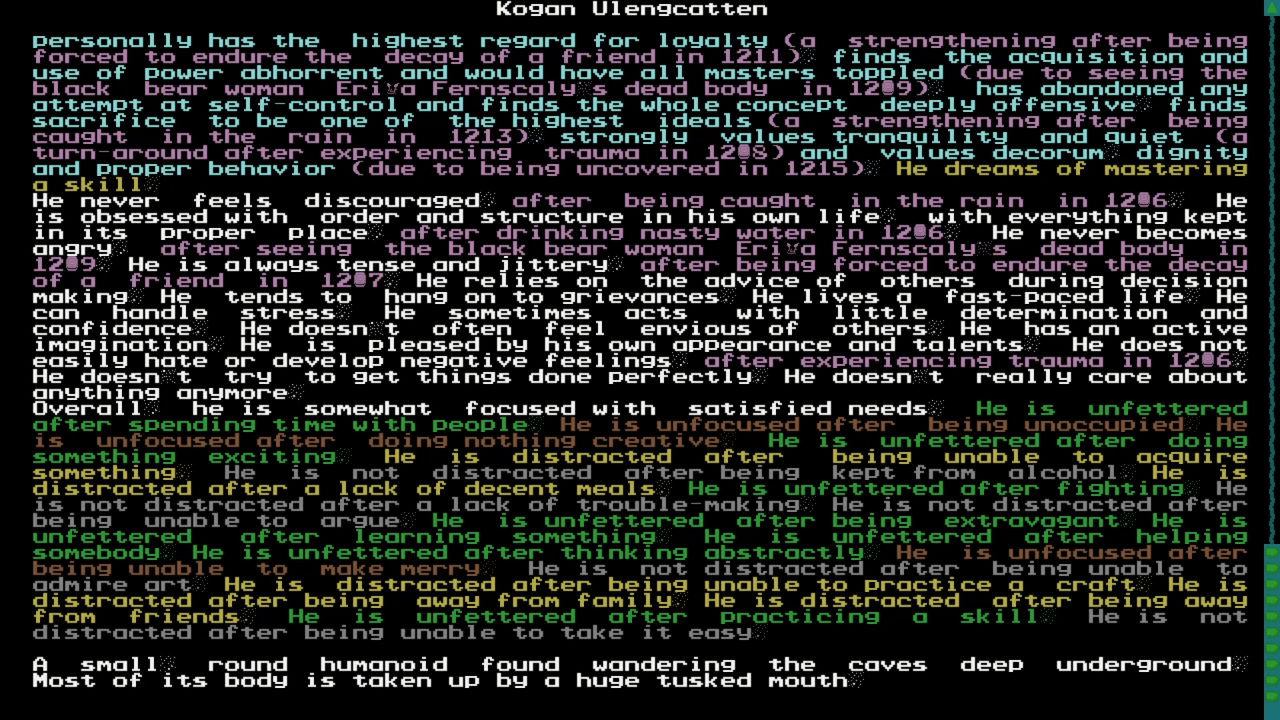 Kogan Ulengcatten
personally has the highest regard for loyalty (a strengthening after being
forced to endure the decay of a friend in 1211) finds the acquisition and
use of power abhorrent and would have all masters toppled (due to seeing the
black bear woman Fernscaly s dead body in 1209) has abandoned any
attempt at self-control and finds the whole concept deeply offensive finds
sacrifice to be one of the highest ideals (a strengthening after being
caught in the rain in 1213) strongly values tranquility and quiet (a
turn-around after experiencing trauma in 1208) and values decorum dignity
and proper behavior (due to being uncovered in 1215) He dreams of mastering
a skill
He never feels discouraged after being caught in the rain in 1206 He
is obsessed with order and structure in his own life with everything kept
in its proper place after drinking nasty water in 1206 He never becomes
angry after seeing the black bear woman Fernscaly s dead body in
1209 He is always tense and jittery after being forced to endure the decay
of a friend in 1207 He relies on the advice of others during decision
making He tends to hang on to grievances He lives a fast-paced life He
can handle stress He sometimes acts with little determination and
confidence He doesn t often feel envious of others He has an active
imagination He is pleased by his own appearance and talents He does not
easily hate or develop negative feelings after experiencing trauma in 1206
He doesn t try to get things done perfectly He doesn t really care about
anything anymore
Overall he is somewhat focused with satisfied needs He is unfettered
after spending time with people He is unfocused after being unoccupied He
is unfocused after doing nothing creative He is unfettered after doing
something exciting He is distracted after being unable to acquire
something He is not distracted after being kept from alcohol He is
distracted after a lack of decent meals He is unfettered after fighting He
is not distracted after a lack of trouble-making He is not distracted after
being unable to argue He is unfettered after being extravagant He is
unfettered after learning something He is unfettered after helping
somebody He is unfettered after thinking abstractly He is unfocused after
being unable to make merry He is not distracted after being unable to
admire art He is distracted after being unable to practice a craft He is
distracted after being away from family He is distracted after being away
from friends He is unfettered after practicing a skill He is not
distracted after being unable to take it easy
A small round humanoid found wandering the caves deep underground
Most of its body is taken up by a huge tusked mouth